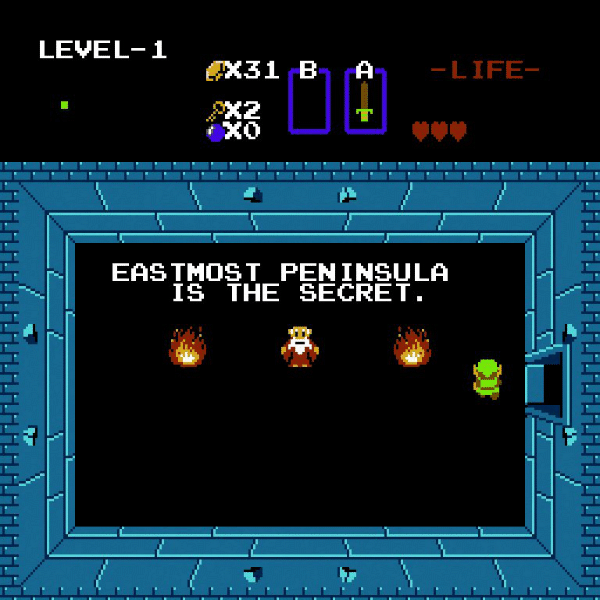 LEVEL-1
X31 B A -LIFE-
X2
X0
EASTMOST PENINSULA
IS THE SECRET.